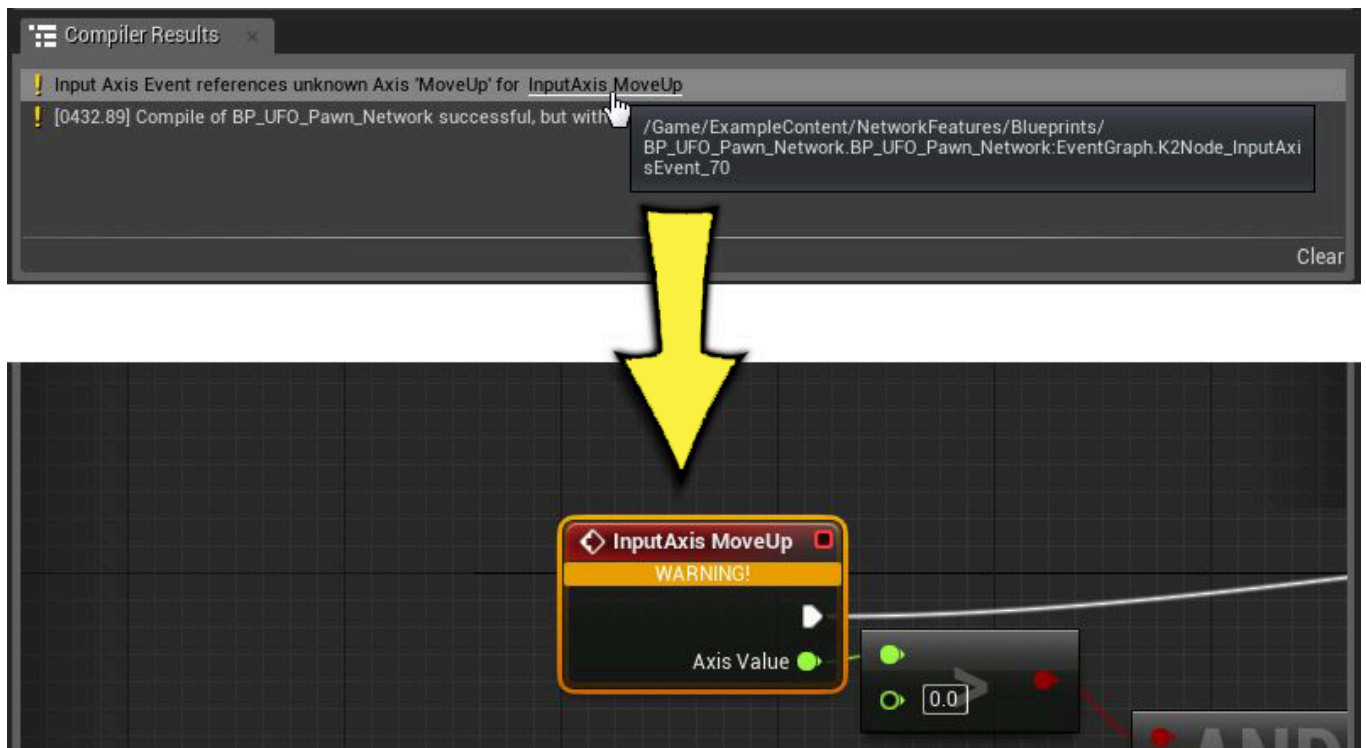 Compiler Results
Input Axis Event references unknown Axis 'MoveUp' for InputAxis MoveUp
[0432.89] Compile of BP_UFO_Pawn_Network successful, but with
/Game/ExampleContent/NetworkFeatures/Blueprints/
BP_UFO_Pawn_Network.BP_UFO_Pawn_Network:EventGraph.K2Node_InputAxi
sEvent_70
Clear
InputAxis MoveUp
WARNING!
Axis Value
>
0.0
AND